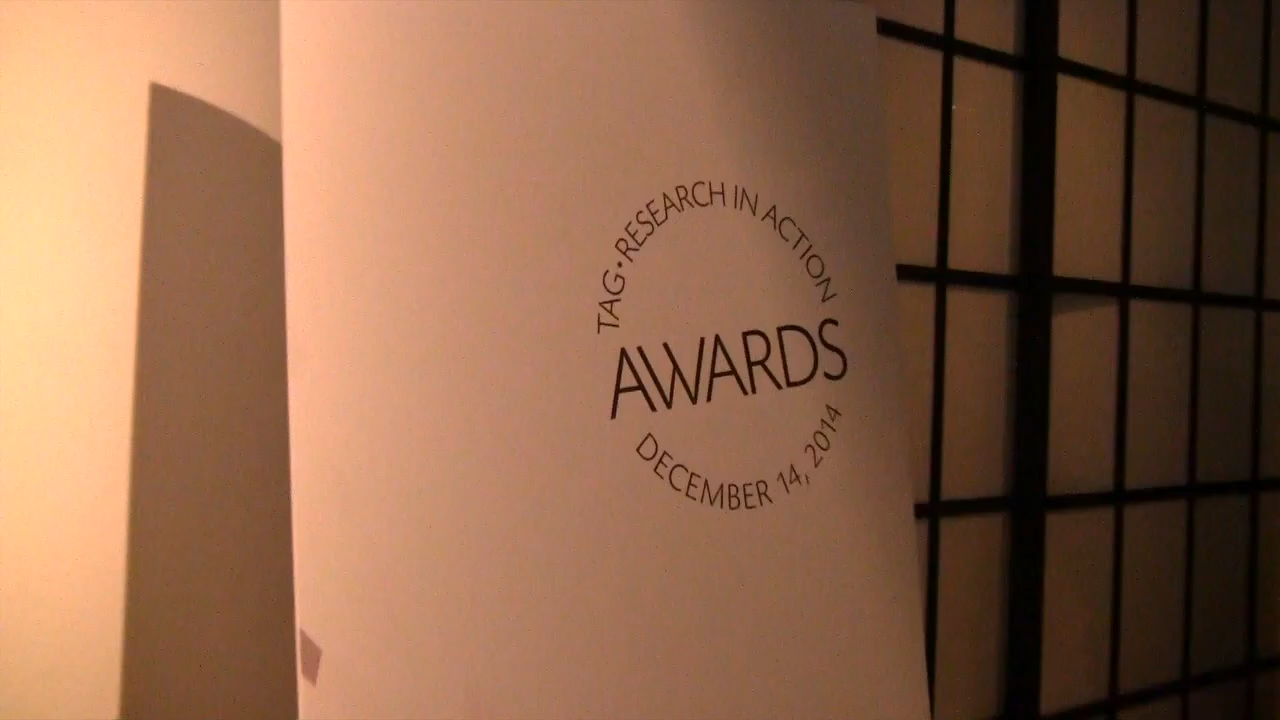 TAG • RESEARCH IN ACTION
AWARDS
DECEMBER 14, 2014